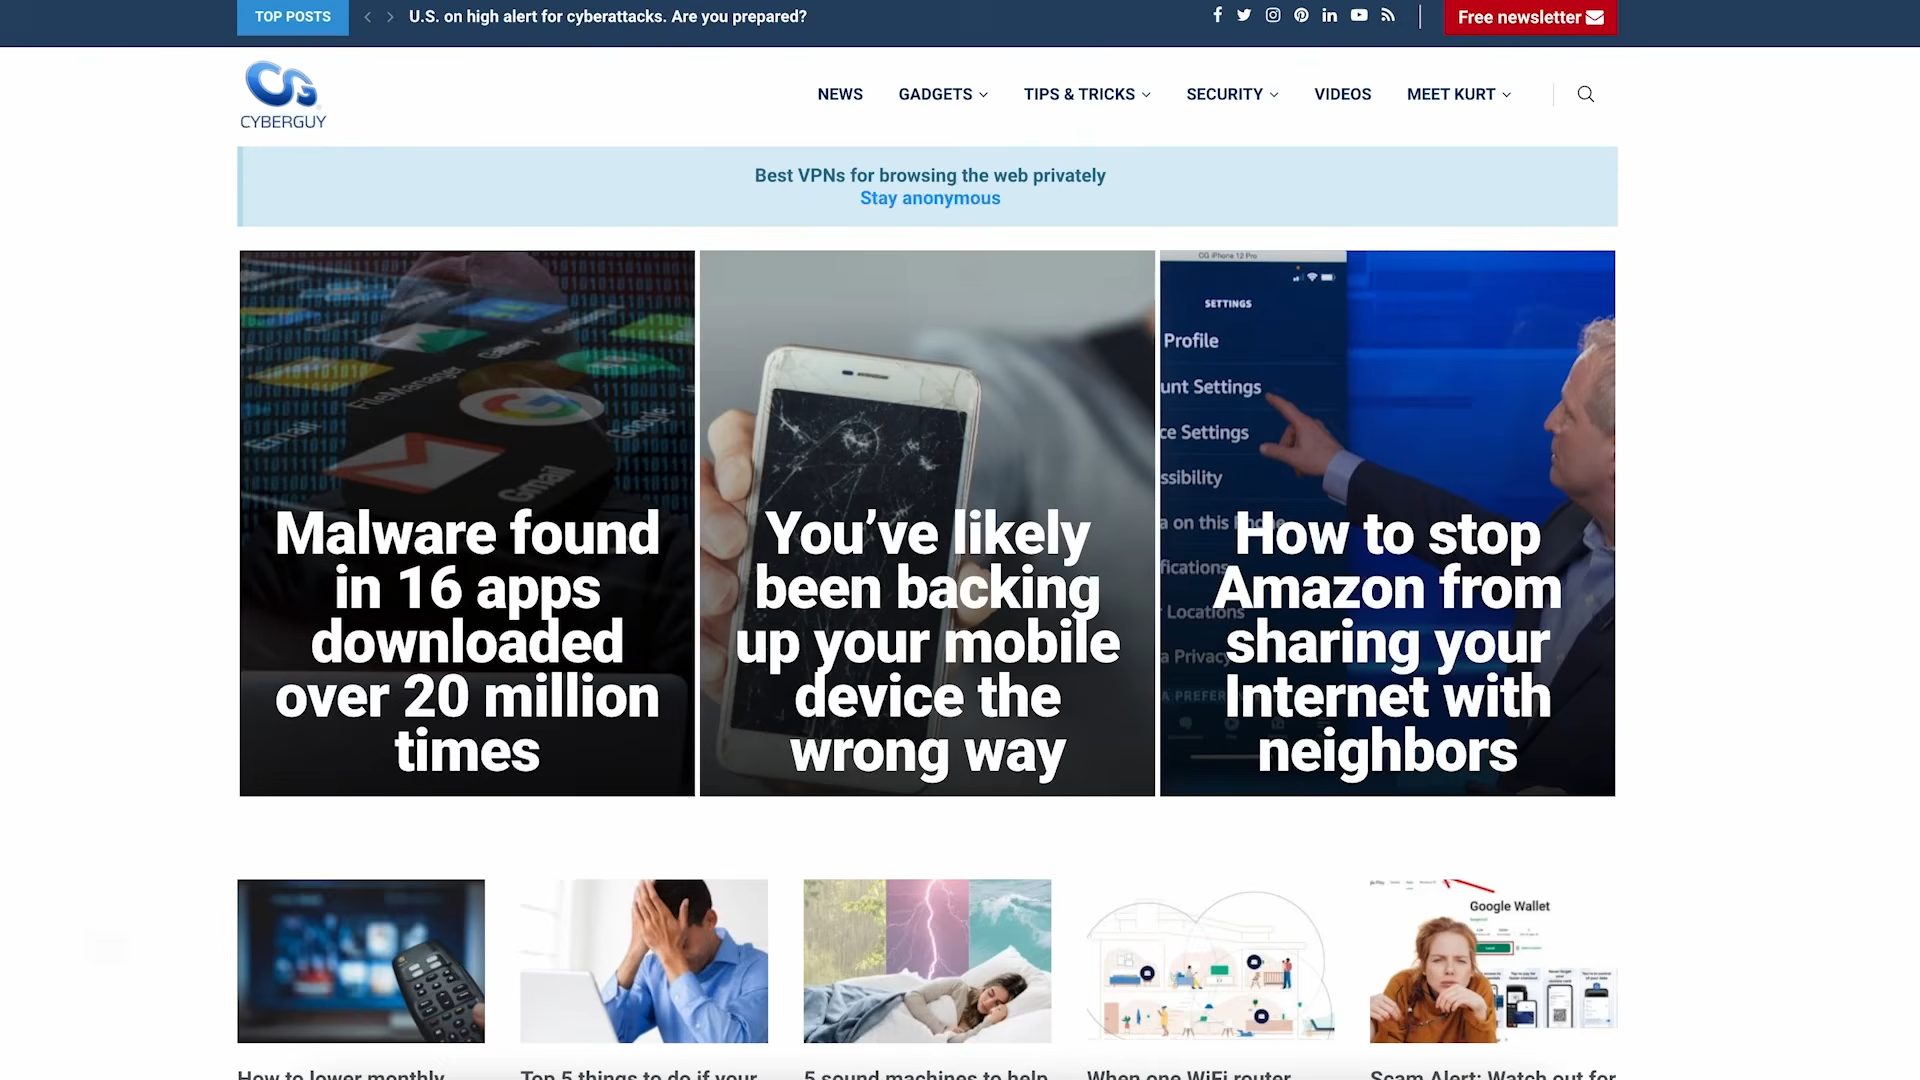 TOP POSTS
U.S. on high alert for cyberattacks. Are you prepared?
Free newsletter
CYBERGUY
NEWS
GADGETS
TIPS & TRICKS
SECURITY
VIDEOS
MEET KURT
Best VPNs for browsing the web privately
Stay anonymous
FileManager
Email
Gmail
Google
Malware found
in 16 apps
downloaded
over 20 million
times
You’ve likely
been backing
up your mobile
device the
wrong way
CG iPhone 12 Pro
SETTINGS
Profile
unt Settings
ce Settings
ssibility
a on this
fications
Locations
a Privacy
How to stop
Amazon from
sharing your
Internet with
neighbors
Google Wallet
How to lower monthly
Top 5 things to do if your
5 sound machines to help
When one WiFi router
Scam Alert: Watch out for